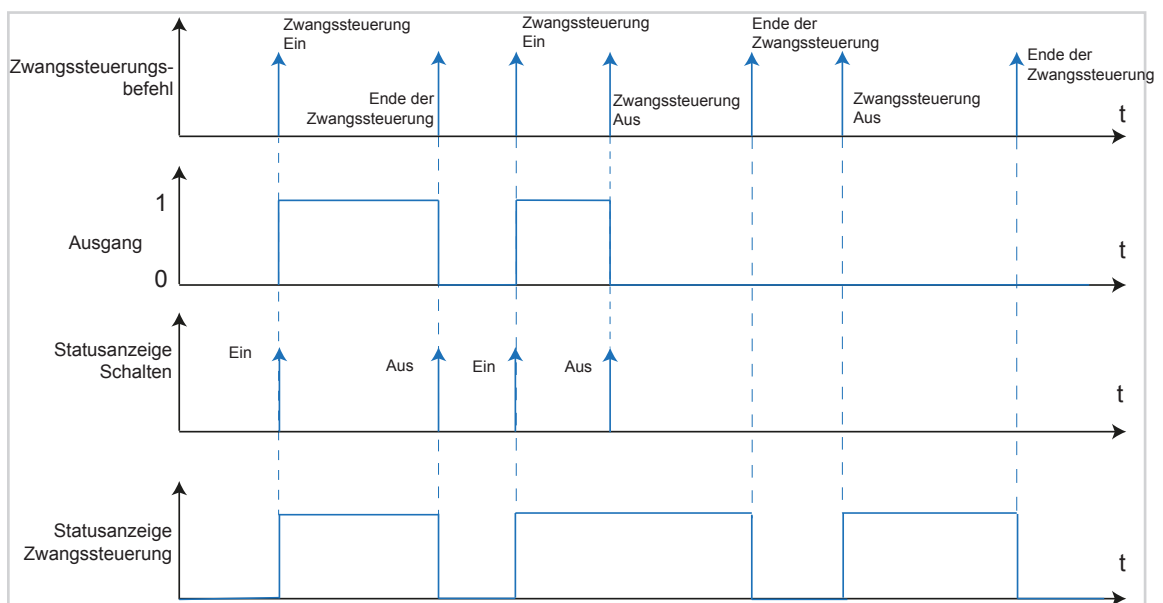 Zwangssteuerung
Ein
Zwangssteuerung
Ein
Ende der
Zwangssteuerung
Ende der
Zwangssteuerung
Zwangssteuerungs-
befehl
Ende der
Zwangssteuerung
Zwangssteuerung
Aus
Zwangssteuerung
Aus
t
1
Ausgang
0
t
Statusanzeige
Schalten
Ein
Aus
Ein
Aus
t
Statusanzeige
Zwangssteuerung
t